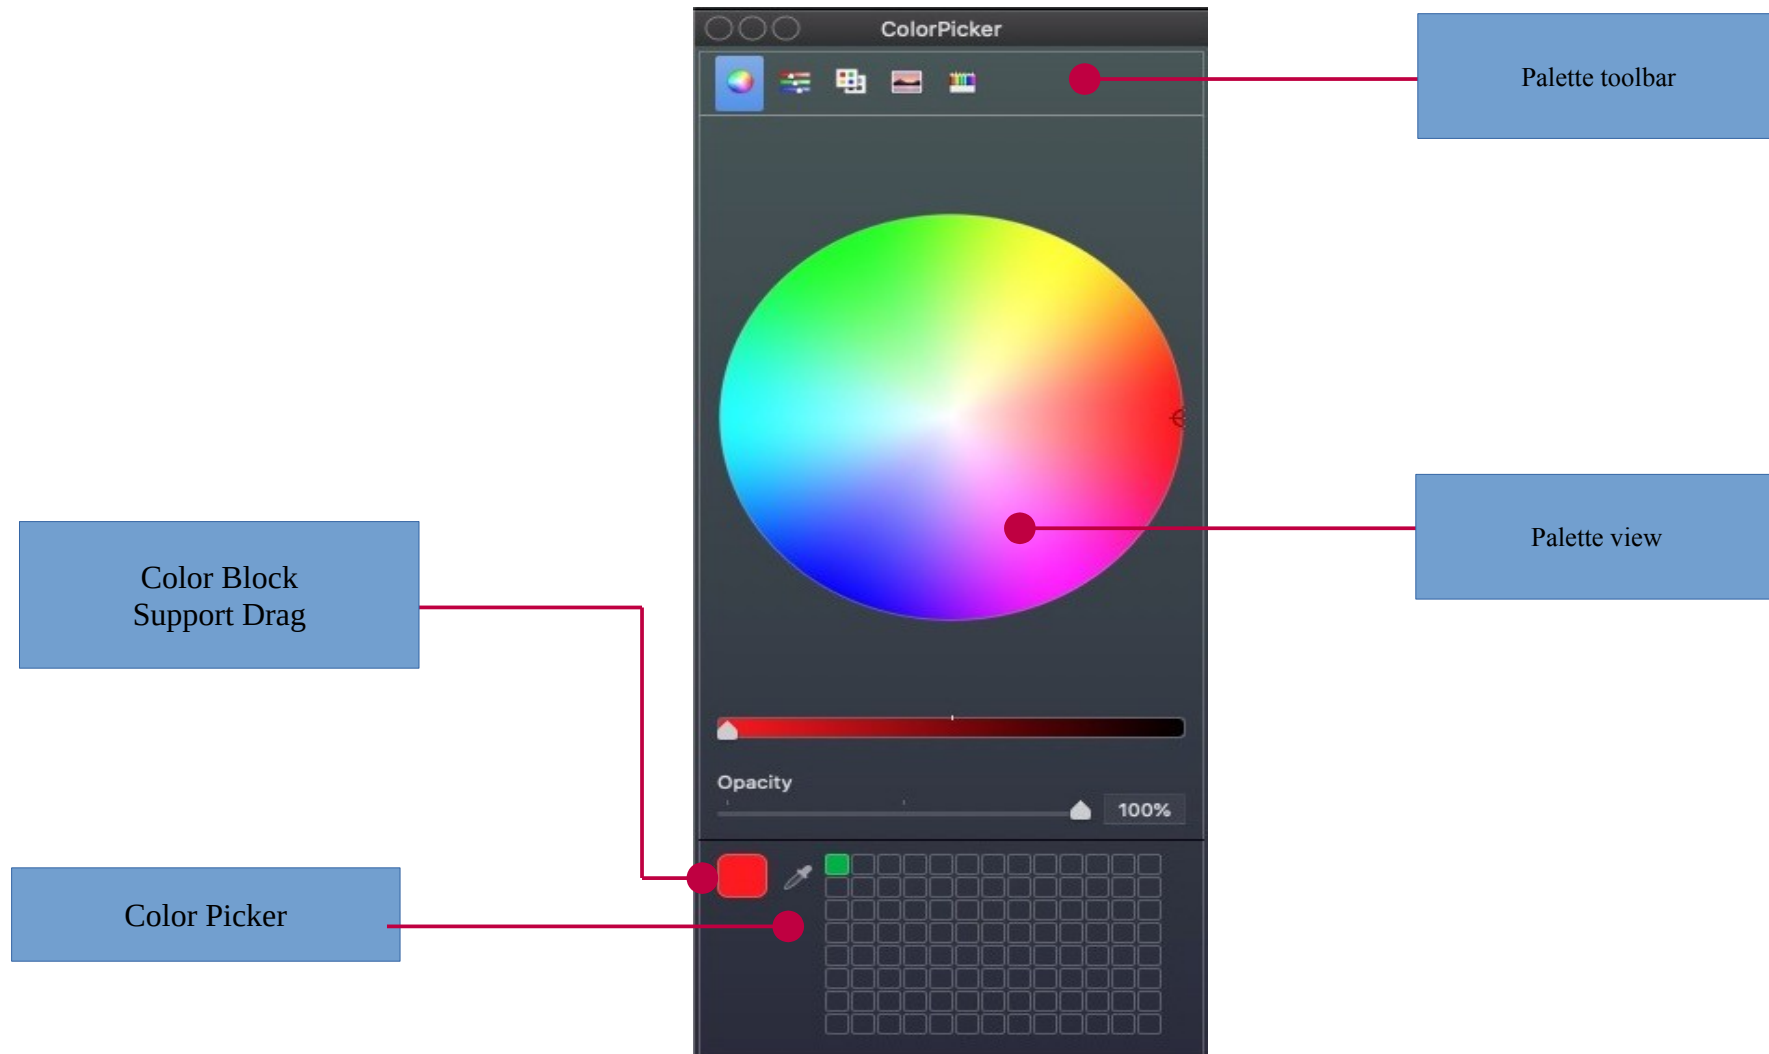 ColorPicker
Palette toolbar
Palette view
Color Block
Support Drag
Opacity
100%
Color Picker